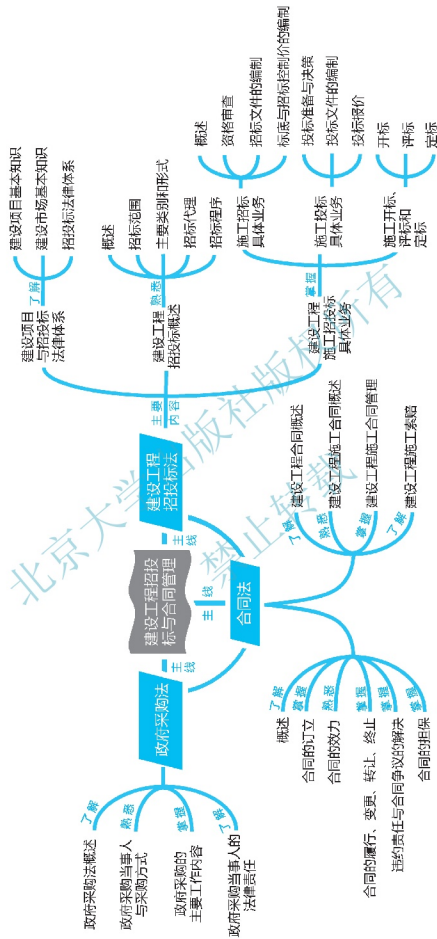 建设工程招投
标与合同管理
主线
主线
主线
政府采购法
了解
熟悉
掌握
了解
政府采购法概述
政府采购当事人
与采购方式
政府采购的
主要工作内容
政府采购当事人的
法律责任
合同法
了解
掌握
熟悉
掌握
掌握
掌握
概述
合同的订立
合同的效力
合同的履行、变更、转让、终止
违约责任与合同争议的解决
合同的担保
了解
熟悉
掌握
了解
建设工程合同概述
建设工程施工合同概述
建设工程施工合同管理
建设工程施工索赔
建设工程
招投标法
主要
内容
建设项目
与招投标
法律体系
了解
建设项目基本知识
建设市场基本知识
招投标法律体系
建设工程
招投标概述
熟悉
概述
招标范围
主要类别和形式
招标代理
招标程序
建设工程
施工招投标
具体业务
掌握
施工招标
具体业务
概述
资格审查
招标文件的编制
标底与招标控制价的编制
施工投标
具体业务
投标准备与决策
投标文件的编制
投标报价
施工开标、
评标和
定标
开标
评标
定标
北京大学出版社版权所有
禁止转载